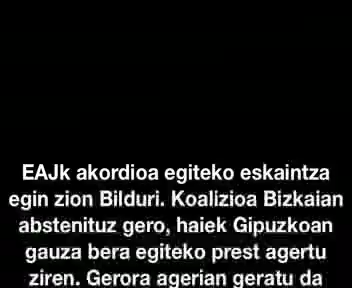 EAJk akordioa egiteko eskaintza
egin zion Bilduri. Koalizioa Bizkaian
abstenituz gero, haiek Gipuzkoan
gauza bera egiteko prest agertu
ziren. Gerora agerian geratu da